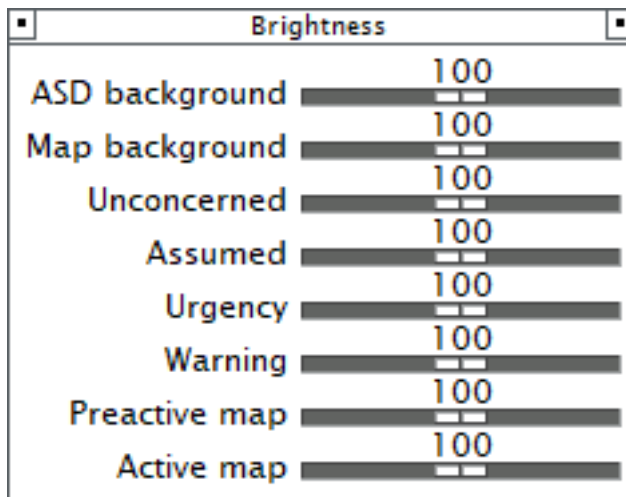 Brightness
100
ASD background
100
Map background
100
Unconcerned
100
Assumed
100
Urgency
100
Warning
100
Preactive map
100
Active map